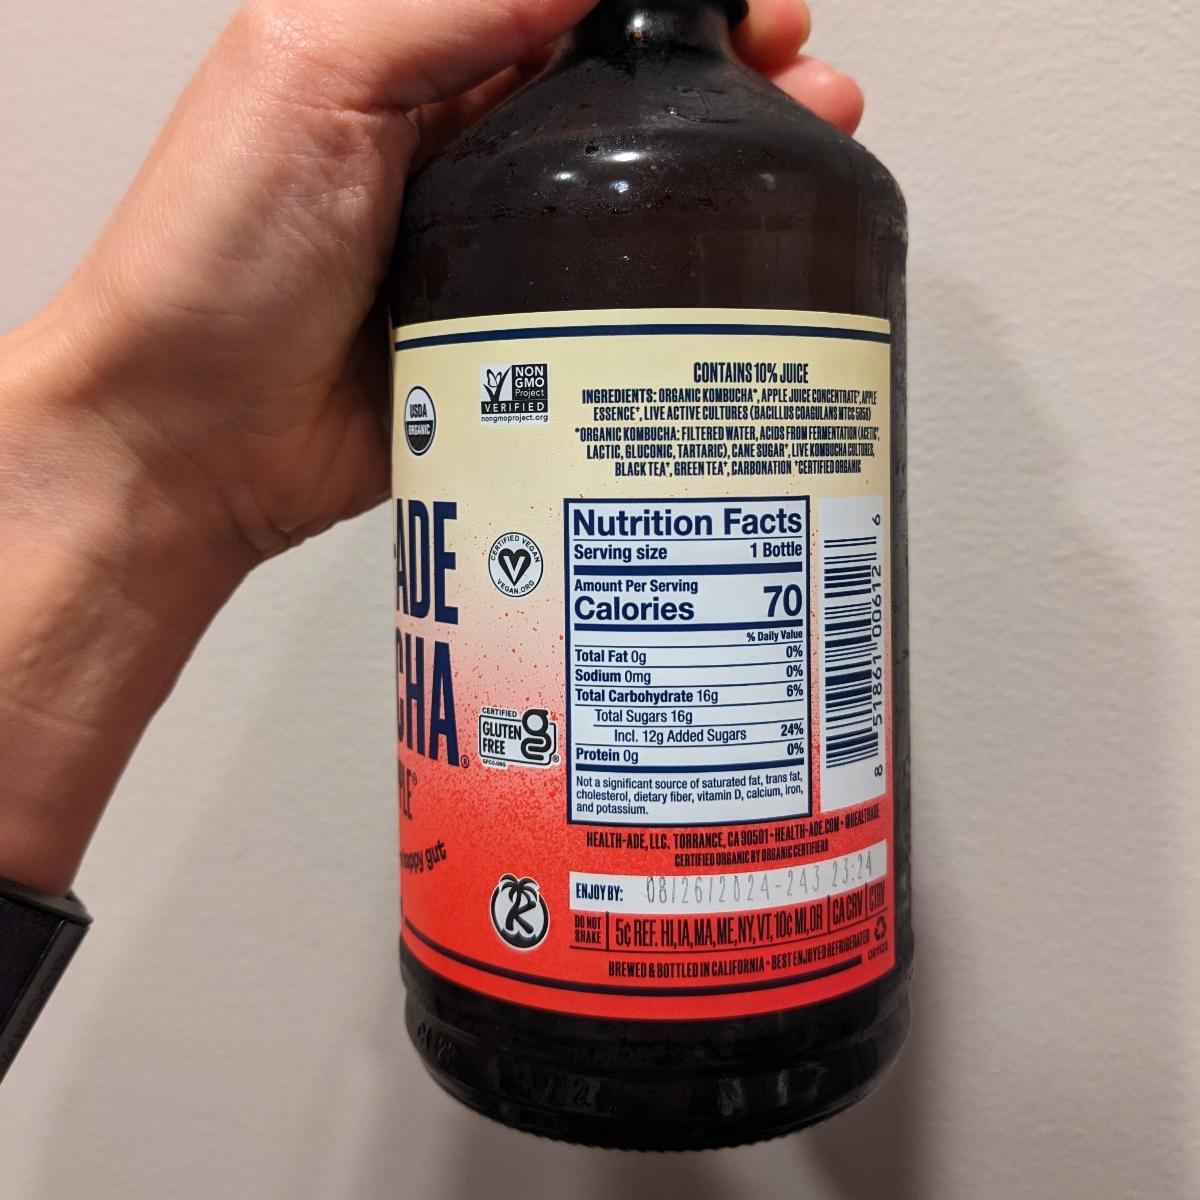 USDA
ORGANIC
NON
GMO
Project
VERIFIED
nongmoproject.org
-ADE
CHA®
PLE®
happy gut
CERTIFIED VEGAN
VEGAN.ORG
CERTIFIED
GLUTEN
FREE
GFCO.ORG
CONTAINS 10% JUICE
INGREDIENTS: ORGANIC KOMBUCHA*, APPLE JUICE CONCENTRATE⁺, APPLE
ESSENCE⁺, LIVE ACTIVE CULTURES (BACILLUS COAGULANS MTCC 5856)
*ORGANIC KOMBUCHA: FILTERED WATER, ACIDS FROM FERMENTATION (ACETIC⁺,
LACTIC, GLUCONIC, TARTARIC), CANE SUGAR⁺, LIVE KOMBUCHA CULTURES,
BLACK TEA⁺, GREEN TEA⁺, CARBONATION ⁺CERTIFIED ORGANIC
Nutrition Facts
Serving size 1 Bottle
Amount Per Serving
Calories 70
% Daily Value
Total Fat 0g 0%
Sodium 0mg 0%
Total Carbohydrate 16g 6%
Total Sugars 16g
Incl. 12g Added Sugars 24%
Protein 0g 0%
Not a significant source of saturated fat, trans fat,
cholesterol, dietary fiber, vitamin D, calcium, iron,
and potassium.
8 51861 00612 6
HEALTH-ADE, LLC. TORRANCE, CA 90501 • HEALTH-ADE.COM • @HEALTHADE
CERTIFIED ORGANIC BY ORGANIC CERTIFIERS
ENJOY BY: 08/26/2024-243 23:24
DO NOT
SHAKE
5¢ REF. HI,IA,MA,ME,NY,VT, 10¢ MI,OR
CA CRV
CTRV
BREWED & BOTTLED IN CALIFORNIA • BEST ENJOYED REFRIGERATED